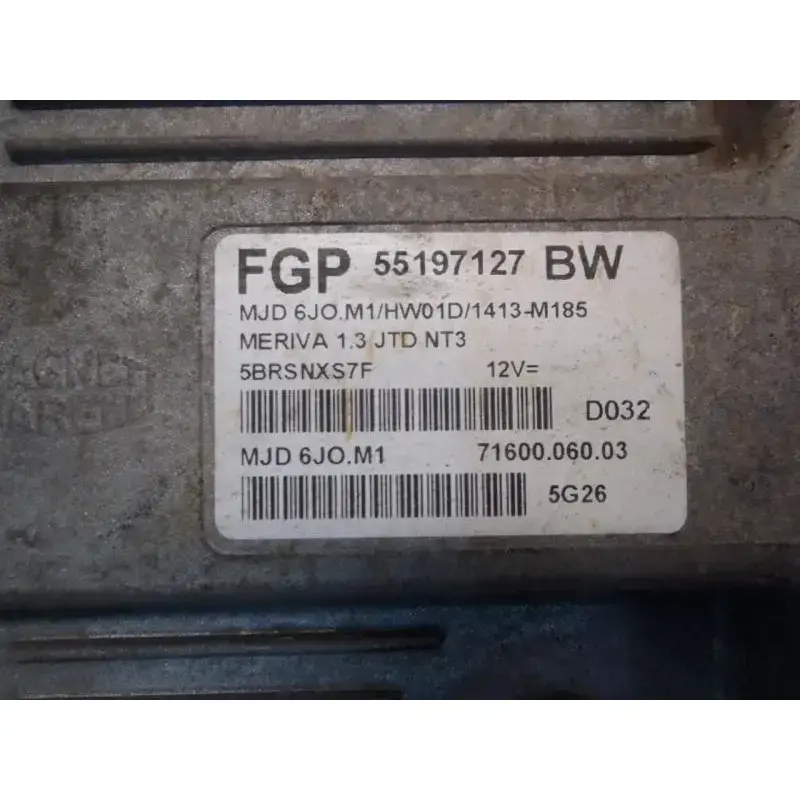 FGP 55197127 BW
MJD 6JO.M1/HW01D/1413-M185
MERIVA 1.3 JTD NT3
5BRSNXS7F 12V=
D032
MJD 6JO.M1 71600.060.03
5G26